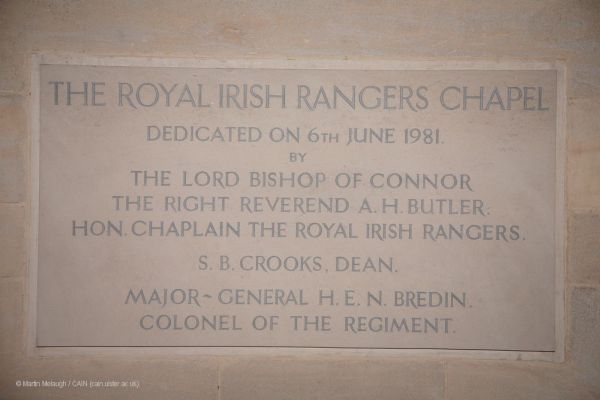 THE ROYAL IRISH RANGERS CHAPEL
DEDICATED ON 6TH JUNE 1981.
BY
THE LORD BISHOP OF CONNOR
THE RIGHT REVEREND A.H. BUTLER:
HON. CHAPLAIN THE ROYAL IRISH RANGERS.
S. B. CROOKS, DEAN.
MAJOR~GENERAL H. E. N. BREDIN.
COLONEL OF THE REGIMENT.
© Martin Melaugh / CAIN (cain.ulster.ac.uk)